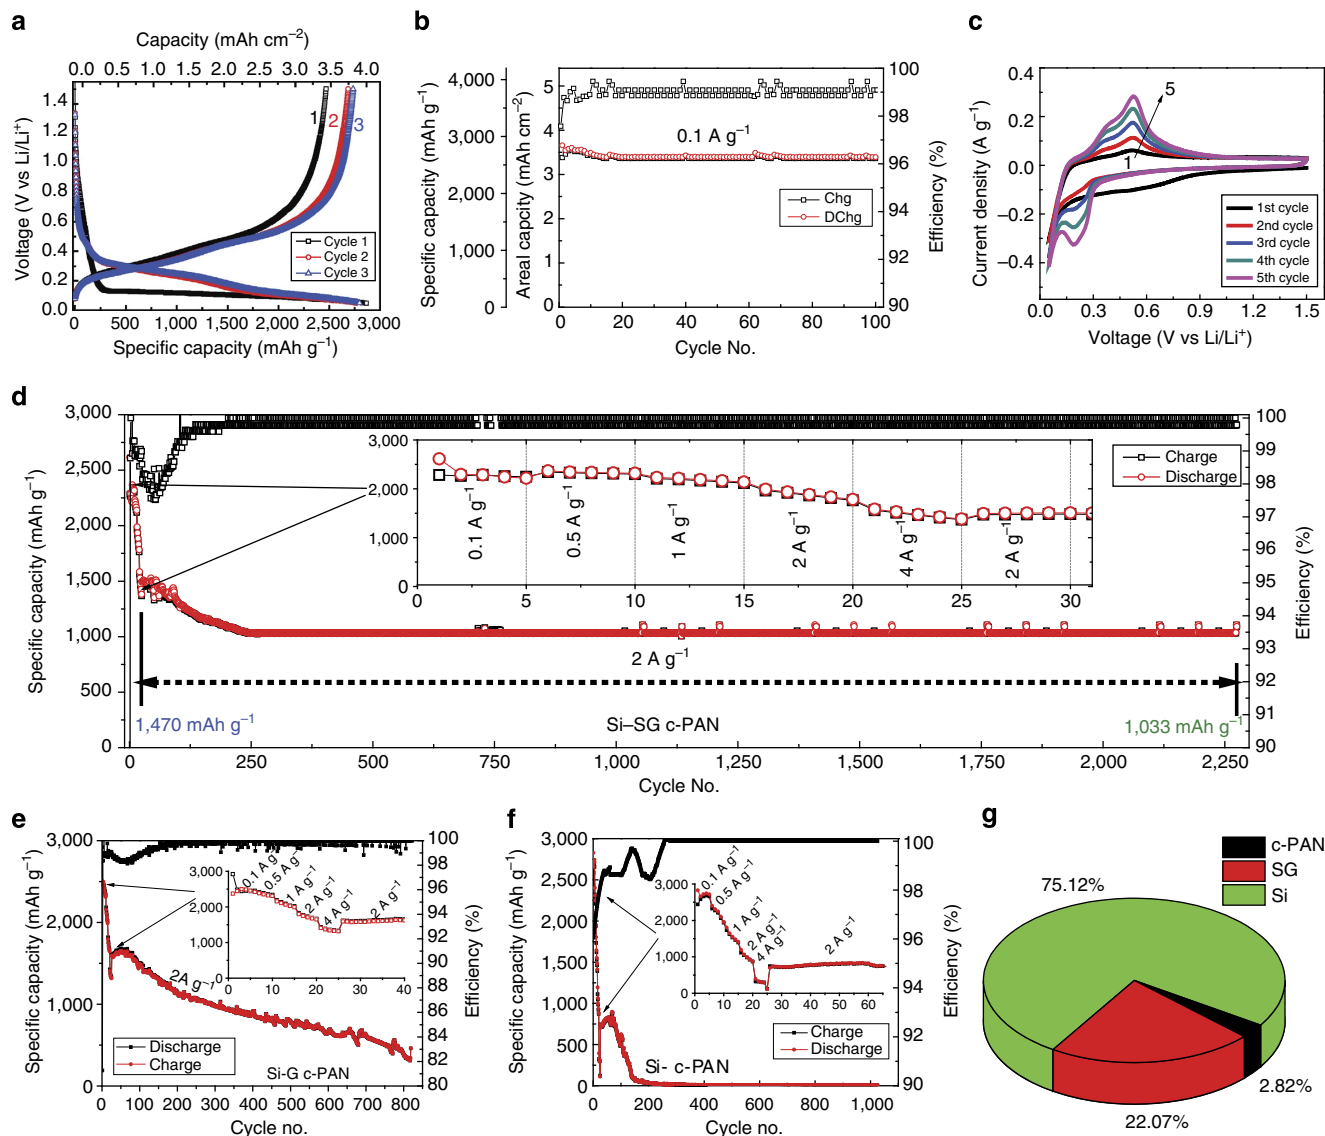 a
Capacity (mAh cm⁻²)
0.0 0.5 1.0 1.5 2.0 2.5 3.0 3.5 4.0
1.4
1.2
1.0
0.8
0.6
0.4
0.2
0.0
Voltage (V vs Li/Li⁺)
1 2 3
Cycle 1
Cycle 2
Cycle 3
0 500 1,000 1,500 2,000 2,500 3,000
Specific capacity (mAh g⁻¹)
b
Specific capacity (mAh g⁻¹)
4,000
3,000
2,000
1,000
0
Areal capacity (mAh cm⁻²)
5
4
3
2
1
0
0.1 A g⁻¹
Chg
DChg
100
98
96
94
92
90
Efficiency (%)
0 20 40 60 80 100
Cycle No.
c
Current density (A g⁻¹)
0.4
0.2
0.0
–0.2
–0.4
5
1
1st cycle
2nd cycle
3rd cycle
4th cycle
5th cycle
0.0 0.3 0.6 0.9 1.2 1.5
Voltage (V vs Li/Li⁺)
d
Specific capacity (mAh g⁻¹)
3,000
2,500
2,000
1,500
1,000
500
0
3,000
2,000
1,000
0
0.1 A g⁻¹
0.5 A g⁻¹
1 A g⁻¹
2 A g⁻¹
4 A g⁻¹
2 A g⁻¹
0 5 10 15 20 25 30
Charge
Discharge
100
99
98
97
96
95
94
93
92
91
90
Efficiency (%)
2 A g⁻¹
1,470 mAh g⁻¹
Si–SG c-PAN
1,033 mAh g⁻¹
0 250 500 750 1,000 1,250 1,500 1,750 2,000 2,250
Cycle No.
e
Specific capacity (mAh g⁻¹)
3,000
2,000
1,000
0
3,000
2,000
1,000
0
0.1 A g⁻¹
0.5 A g⁻¹
1 A g⁻¹
2 A g⁻¹
4 A g⁻¹
2 A g⁻¹
0 10 20 30 40
2A g⁻¹
Discharge
Charge
Si-G c-PAN
100
98
96
94
92
90
88
86
84
82
80
Efficiency (%)
0 100 200 300 400 500 600 700 800
Cycle no.
f
Specific capacity (mAh g⁻¹)
3,000
2,500
2,000
1,500
1,000
500
0
3,000
2,000
1,000
0
0.1 A g⁻¹
0.5 A g⁻¹
1 A g⁻¹
2 A g⁻¹
4 A g⁻¹
2 A g⁻¹
0 10 20 30 40 50 60
Charge
Discharge
Si- c-PAN
100
98
96
94
92
90
Efficiency (%)
0 200 400 600 800 1,000
Cycle no.
g
c-PAN
SG
Si
75.12%
2.82%
22.07%